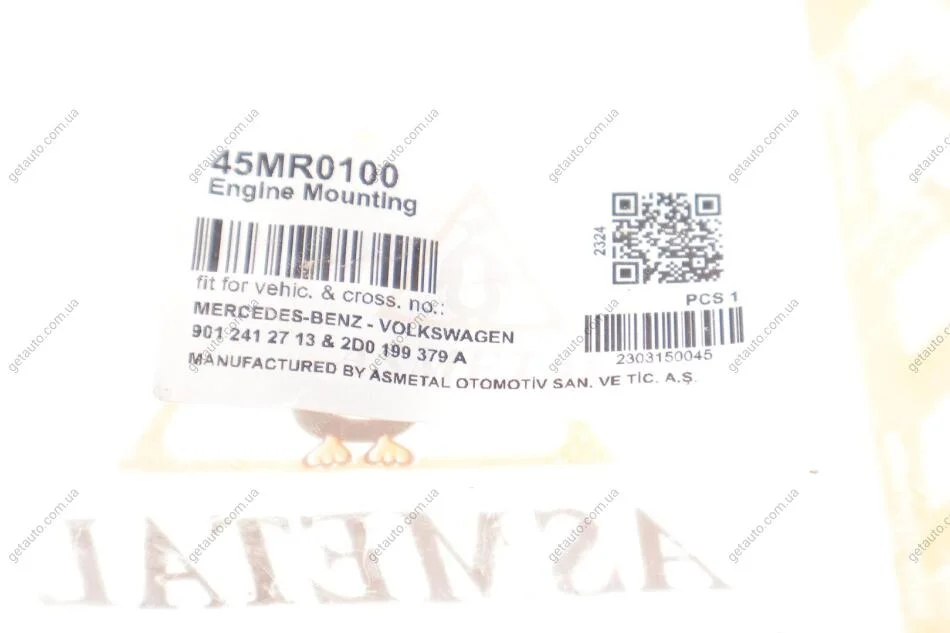 45MR0100
Engine Mounting
fit for vehic. & cross. no.:
MERCEDES-BENZ - VOLKSWAGEN
901 241 27 13 & 2D0 199 379 A
MANUFACTURED BY ASMETAL OTOMOTİV SAN. VE TİC. A.Ş.
2324
PCS 1
2303150045
ASMETAL
getauto.com.ua